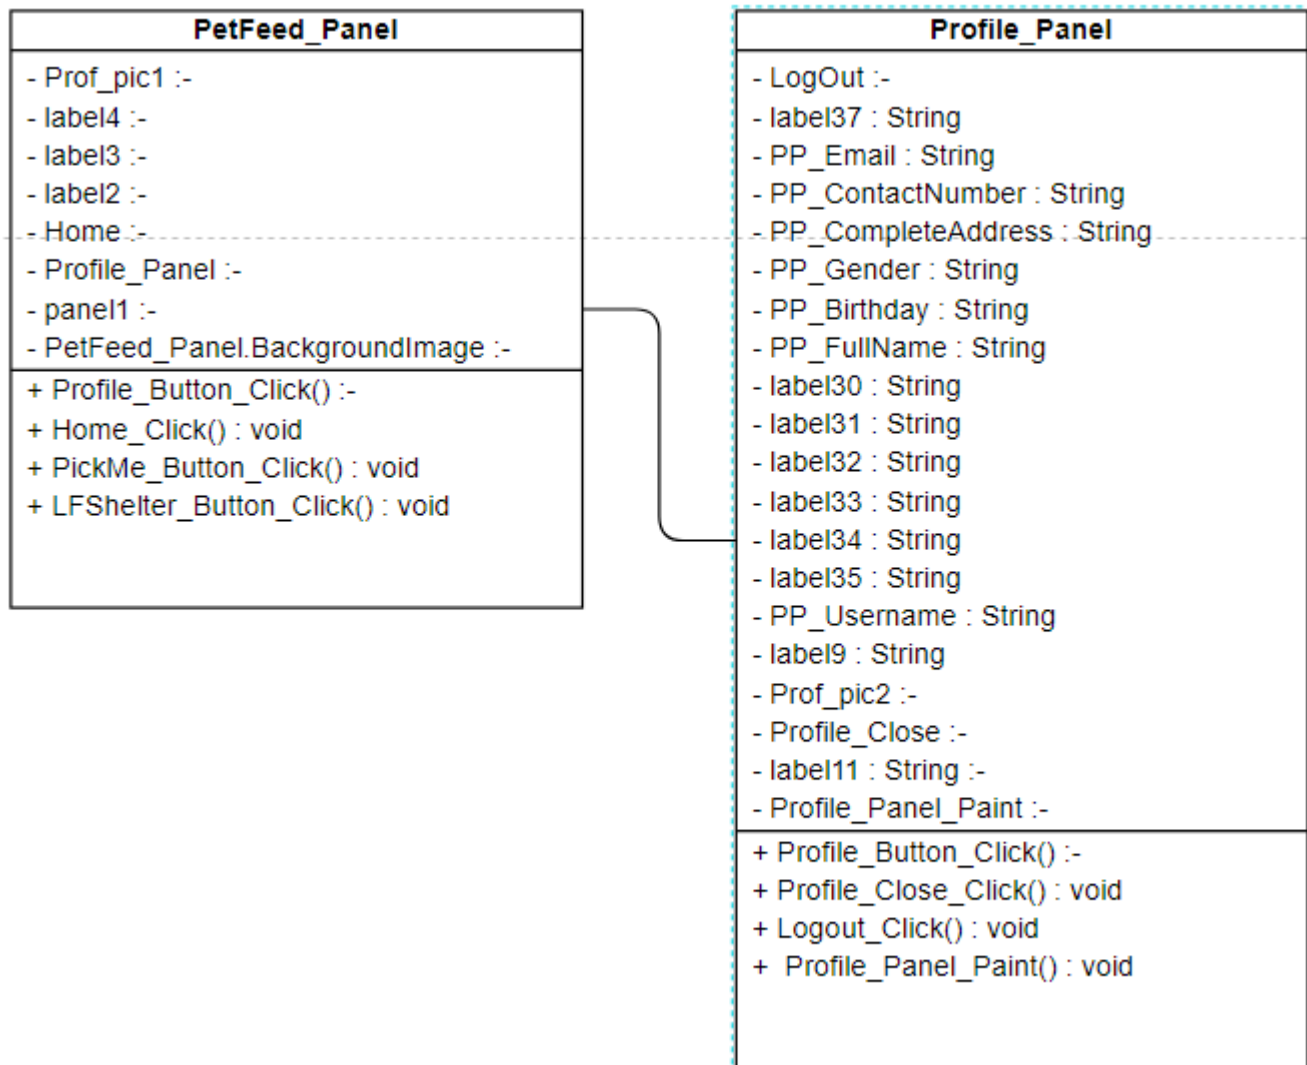 PetFeed_Panel
- Prof_pic1 :-
- label4 :-
- label3 :-
- label2 :-
- Home :-
- Profile_Panel :-
- panel1 :-
- PetFeed_Panel.BackgroundImage :-
+ Profile_Button_Click() :-
+ Home_Click() : void
+ PickMe_Button_Click() : void
+ LFShelter_Button_Click() : void
Profile_Panel
- LogOut :-
- label37 : String
- PP_Email : String
- PP_ContactNumber : String
- PP_CompleteAddress : String
- PP_Gender : String
- PP_Birthday : String
- PP_FullName : String
- label30 : String
- label31 : String
- label32 : String
- label33 : String
- label34 : String
- label35 : String
- PP_Username : String
- label9 : String
- Prof_pic2 :-
- Profile_Close :-
- label11 : String :-
- Profile_Panel_Paint :-
+ Profile_Button_Click() :-
+ Profile_Close_Click() : void
+ Logout_Click() : void
+ Profile_Panel_Paint() : void